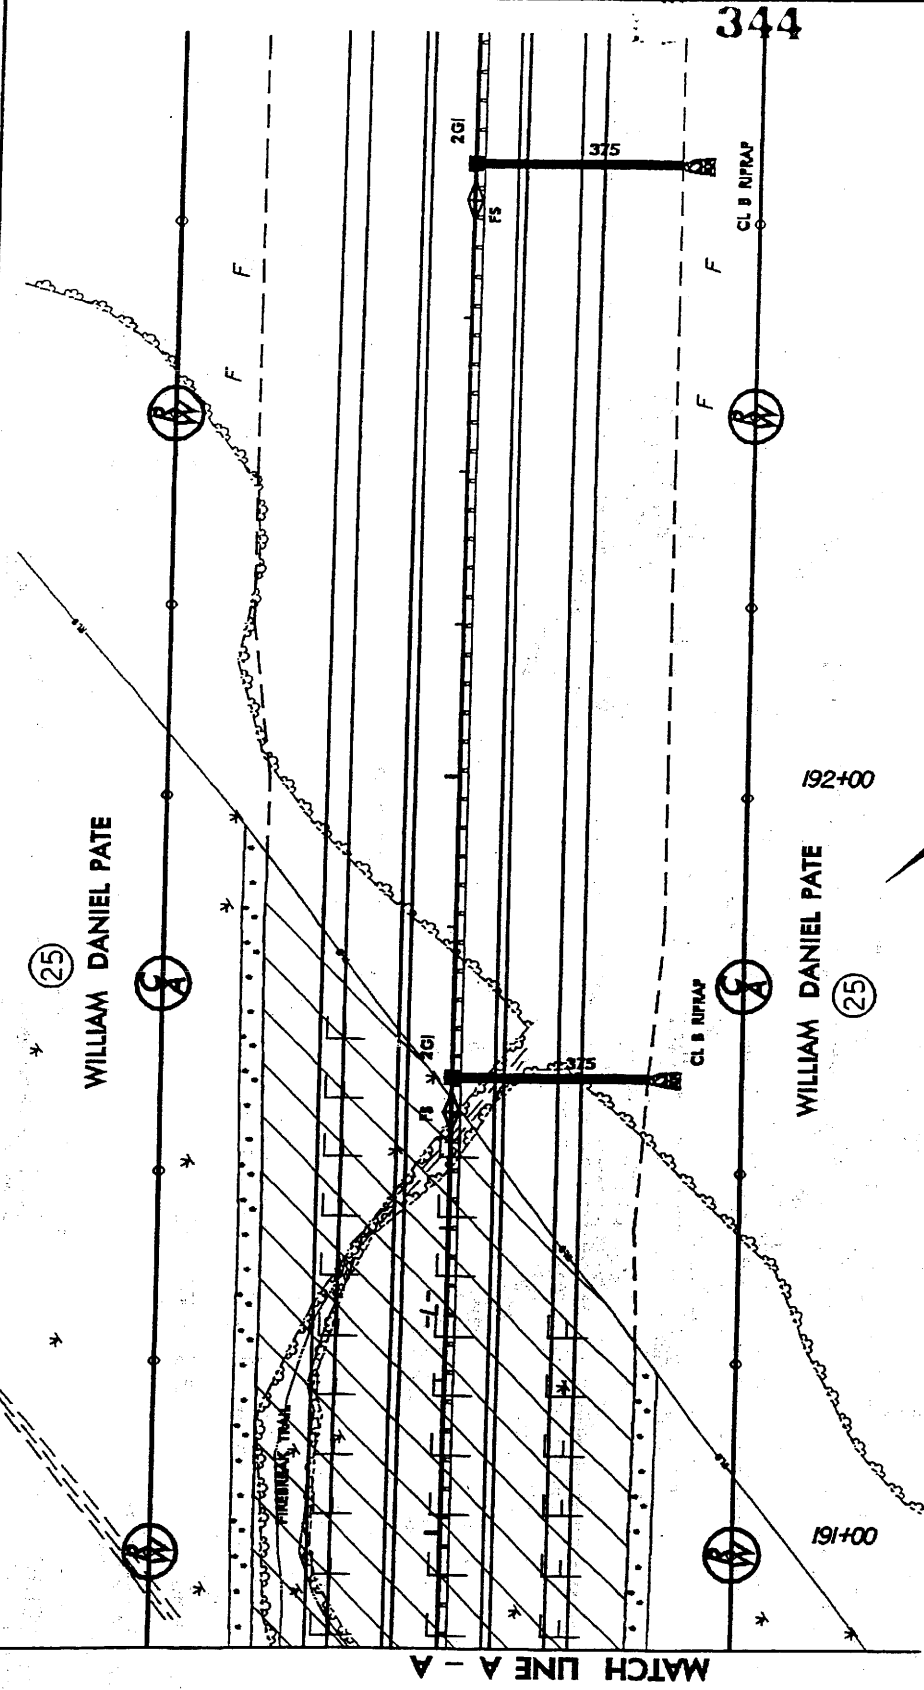 344
2GI
375
FS
CL B RIPRAP
F
F
F
F
R/W
R/W
192+00
WILLIAM DANIEL PATE
25
C/A
C/A
WILLIAM DANIEL PATE
25
2GI
375
FS
CL B RIPRAP
FIREBREAK TRAIL
191+00
R/W
R/W
MATCH LINE A - A